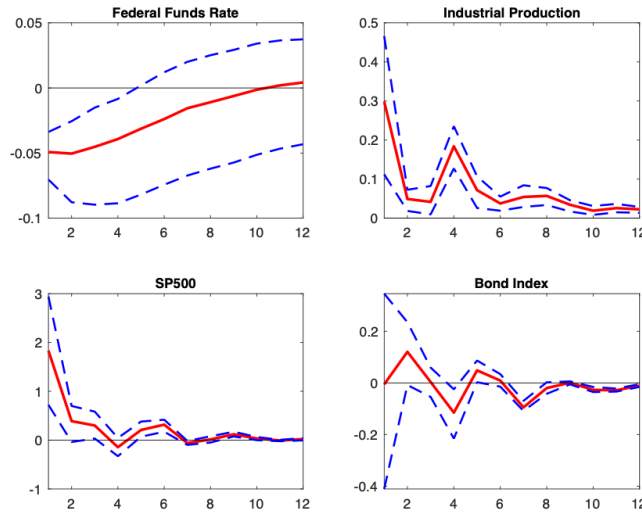 Federal Funds Rate
0.05
0
-0.05
-0.1
2 4 6 8 10 12
Industrial Production
0.5
0.4
0.3
0.2
0.1
0
2 4 6 8 10 12
SP500
3
2
1
0
-1
2 4 6 8 10 12
Bond Index
0.2
0
-0.2
-0.4
2 4 6 8 10 12